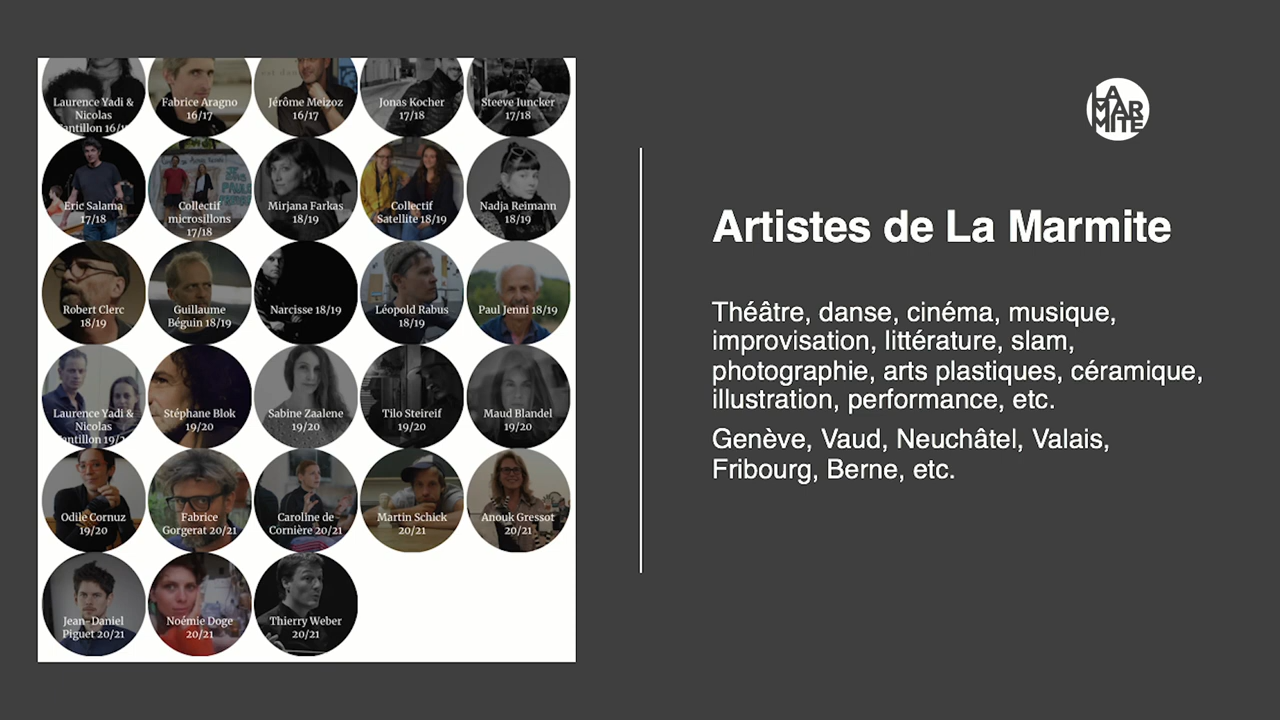 Laurence Yadi &
Nicolas
Cantillon 16/17
Fabrice Aragno
16/17
Jérôme Meizoz
16/17
Jonas Kocher
17/18
Steeve Iuncker
17/18
Eric Salama
17/18
Collectif
microsillons
17/18
Mirjana Farkas
18/19
Collectif
Satellite 18/19
Nadja Reimann
18/19
Robert Clerc
18/19
Guillaume
Béguin 18/19
Narcisse 18/19
Léopold Rabus
18/19
Paul Jenni 18/19
Laurence Yadi &
Nicolas
antillon 19/2
Stéphane Blok
19/20
Sabine Zaalene
19/20
Tilo Steireif
19/20
Maud Blandel
19/20
Odile Cornuz
19/20
Fabrice
Gorgerat 20/21
Caroline de
Cornière 20/21
Martin Schick
20/21
Anouk Gressot
20/21
Jean-Daniel
Piguet 20/21
Noémie Doge
20/21
Thierry Weber
20/21
LA
MAR
MITE
Artistes de La Marmite
Théâtre, danse, cinéma, musique,
improvisation, littérature, slam,
photographie, arts plastiques, céramique,
illustration, performance, etc.
Genève, Vaud, Neuchâtel, Valais,
Fribourg, Berne, etc.